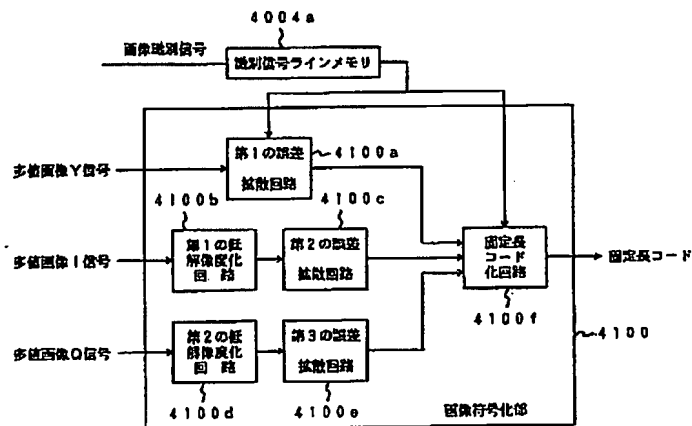 4004a
画像識別信号
識別信号ラインメモリ
第1の誤差
拡散回路
4100a
多値画像Y信号
4100b
4100c
第1の低
解像度化
回路
第2の誤差
拡散回路
固定長
コード
化回路
多値画像I信号
固定長コード
4100f
4100
第2の低
解像度化
回路
第3の誤差
拡散回路
多値画像Q信号
4100d
4100e
画像符号化部